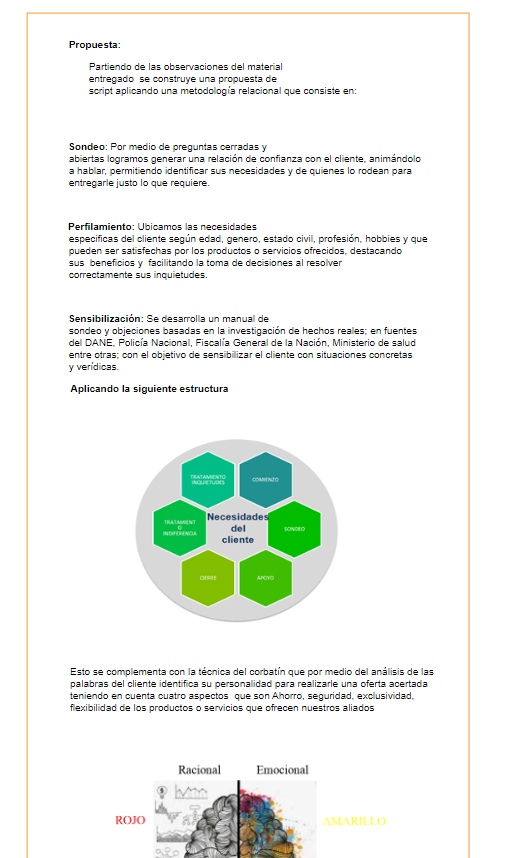 Propuesta:
Partiendo de las observaciones del material
entregado se construye una propuesta de
script aplicando una metodología relacional que consiste en:
Sondeo: Por medio de preguntas cerradas y
abiertas logramos generar una relación de confianza con el cliente, animándolo
a hablar, permitiendo identificar sus necesidades y de quienes lo rodean para
entregarle justo lo que requiere.
Perfilamiento: Ubicamos las necesidades
especificas del cliente según edad, genero, estado civil, profesión, hobbies y que
pueden ser satisfechas por los productos o servicios ofrecidos, destacando
sus beneficios y facilitando la toma de decisiones al resolver
correctamente sus inquietudes.
Sensibilización: Se desarrolla un manual de
sondeo y objeciones basadas en la investigación de hechos reales; en fuentes
del DANE, Policía Nacional, Fiscalía General de la Nación, Ministerio de salud
entre otras; con el objetivo de sensibilizar el cliente con situaciones concretas
y verídicas.
Aplicando la siguiente estructura
TRATAMIENTO
INQUIETUDES
COMIENZO
TRATAMIENT
O
INDIFERENCIA
Necesidades
del
cliente
SONDEO
CIERRE
APOYO
Esto se complementa con la técnica del corbatín que por medio del análisis de las
palabras del cliente identifica su personalidad para realizarle una oferta acertada
teniendo en cuenta cuatro aspectos que son Ahorro, seguridad, exclusividad,
flexibilidad de los productos o servicios que ofrecen nuestros aliados
Racional
Emocional
ROJO
AMARILLO